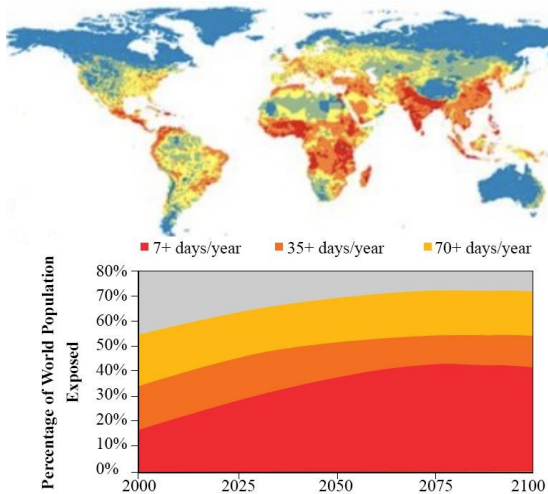 7+ days/year 35+ days/year 70+ days/year
Percentage of World Population
Exposed
80%
70%
60%
50%
40%
30%
20%
10%
0%
2000 2025 2050 2075 2100